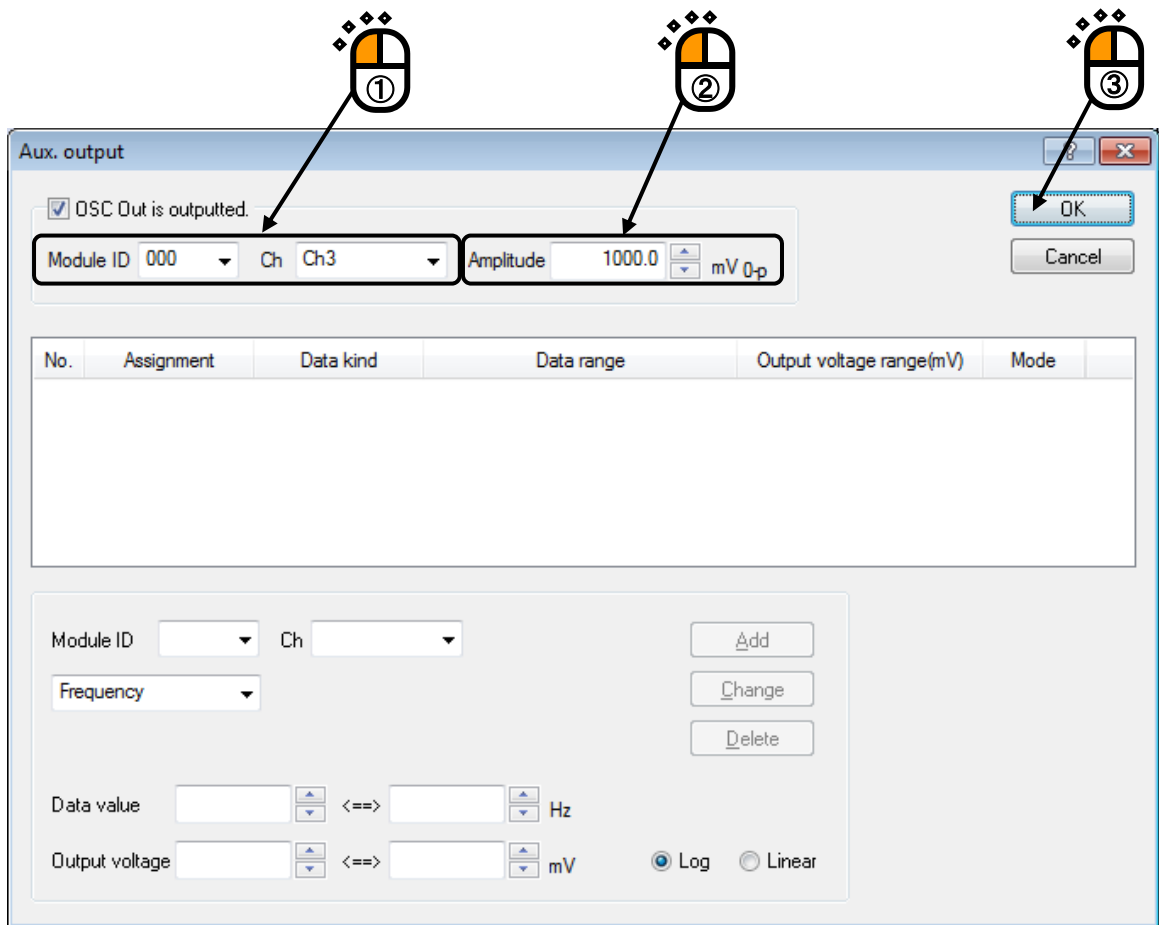 ① ② ③
Aux. output ?
OSC Out is outputted. OK
Module ID 000 Ch Ch3 Amplitude 1000.0 mV 0-p Cancel
No. Assignment Data kind Data range Output voltage range(mV) Mode
Module ID Ch Add
Frequency Change
Delete
Data value <==> Hz
Output voltage <==> mV Log Linear